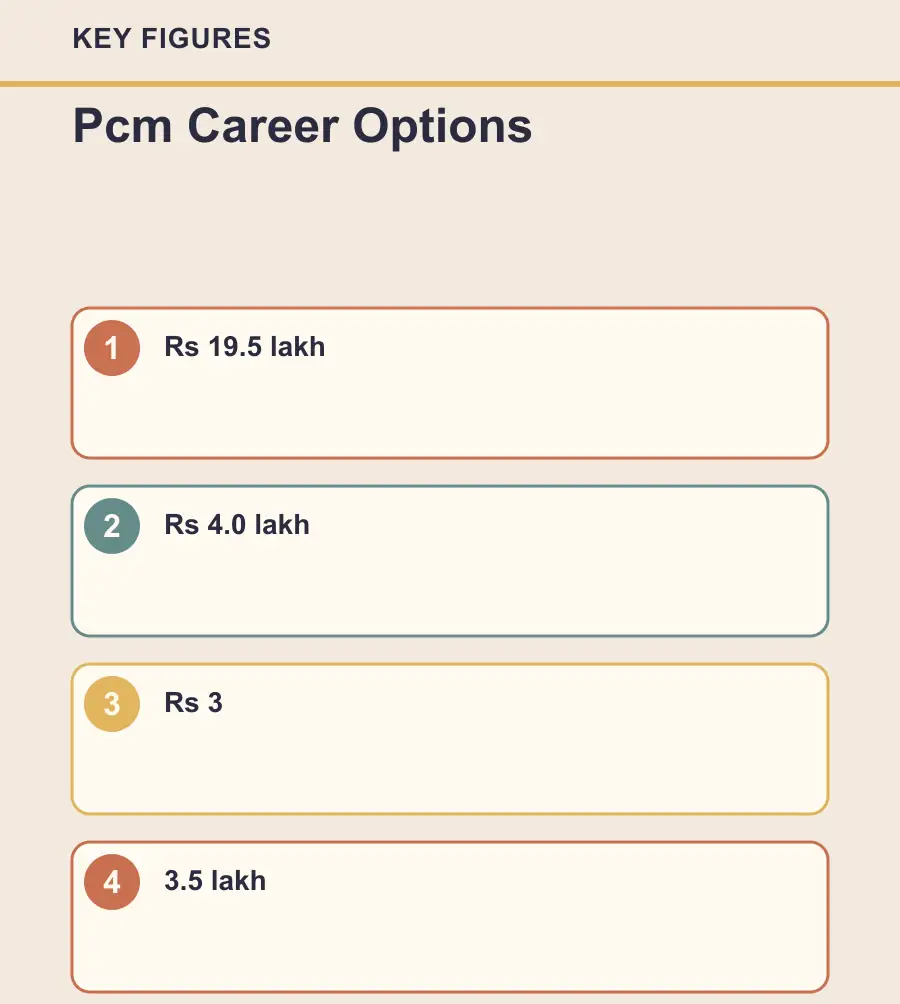 KEY FIGURES
Pcm Career Options
1
Rs 19.5 lakh
2
Rs 4.0 lakh
3
Rs 3
4
3.5 lakh